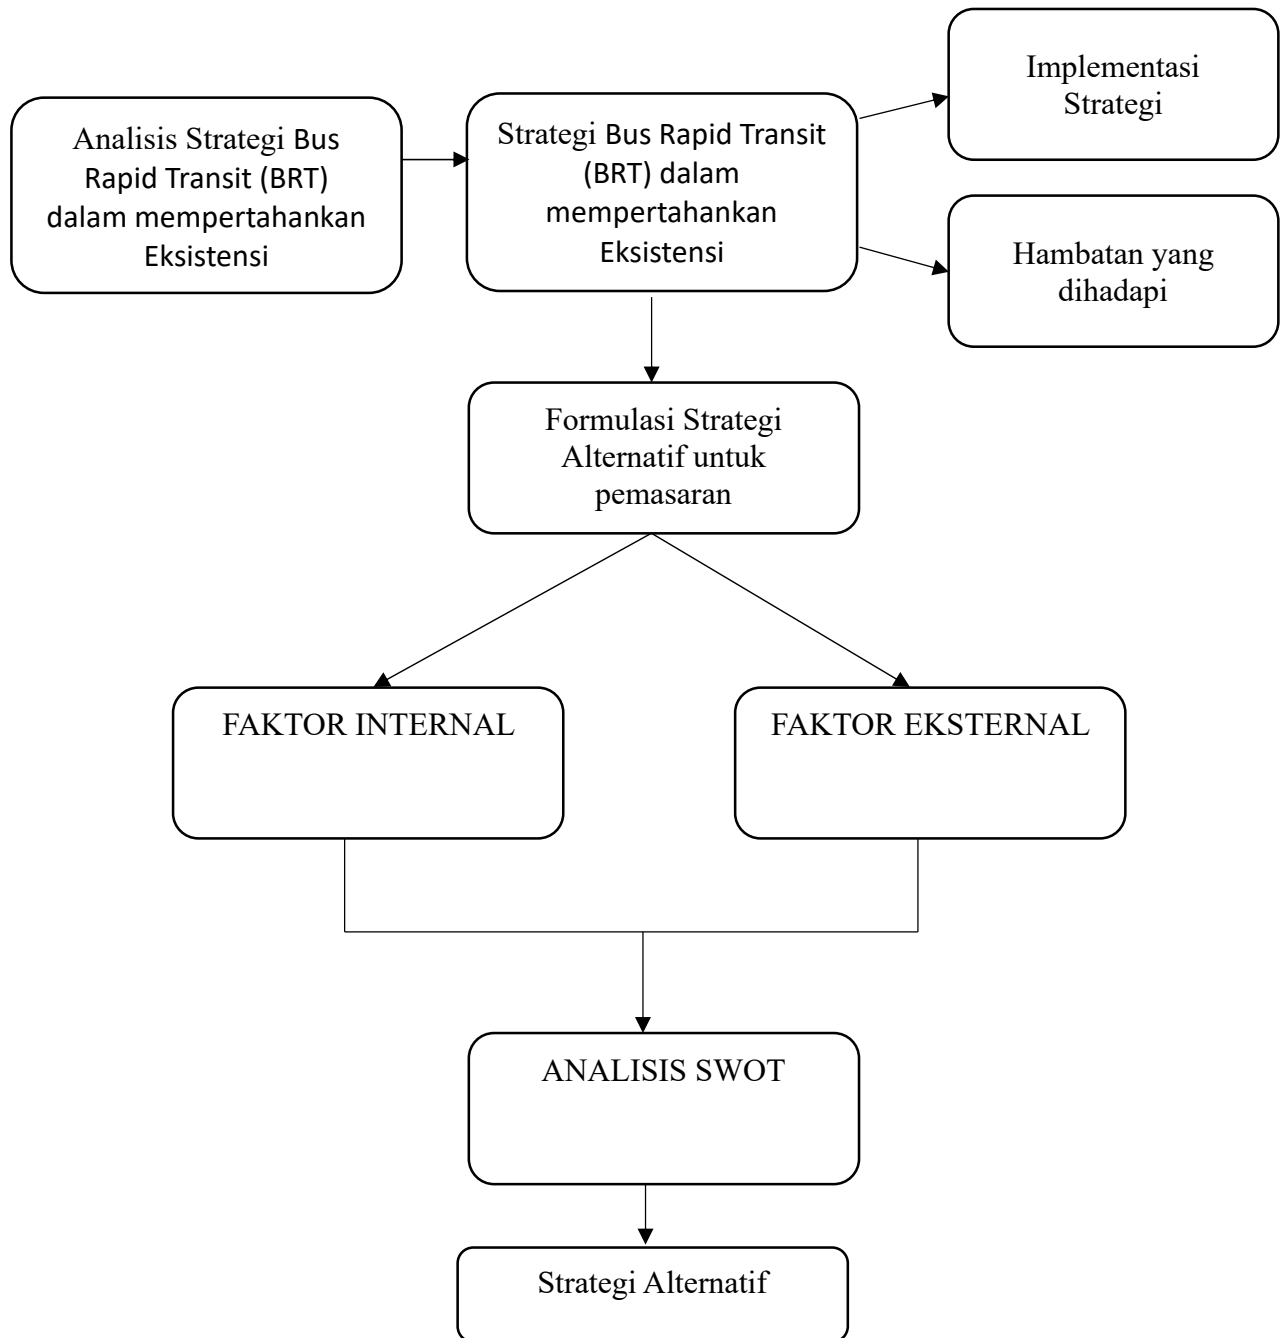 Analisis Strategi Bus
Rapid Transit (BRT)
dalam mempertahankan
Eksistensi
Strategi Bus Rapid Transit
(BRT) dalam
mempertahankan
Eksistensi
Implementasi
Strategi
Hambatan yang
dihadapi
Formulasi Strategi
Alternatif untuk
pemasaran
FAKTOR INTERNAL
FAKTOR EKSTERNAL
ANALISIS SWOT
Strategi Alternatif